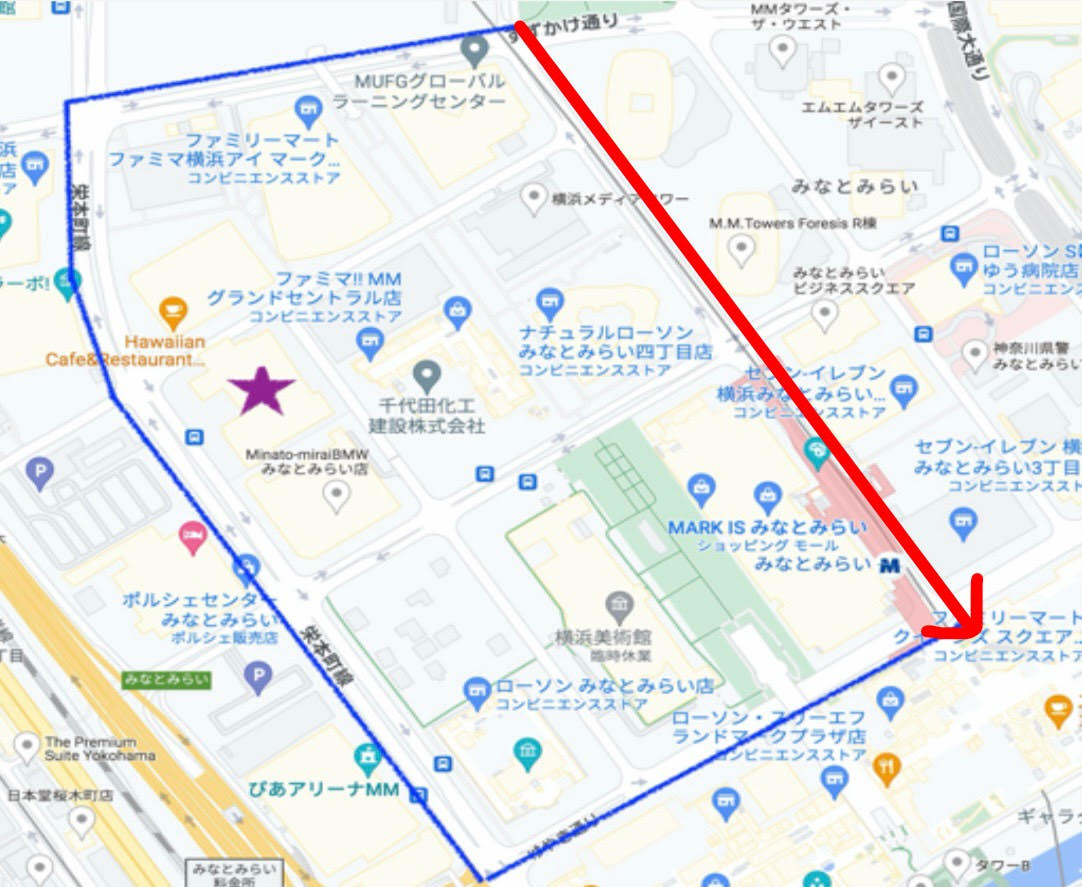 すずかけ通り
国際大通り
MMタワーズ・
ザ・ウエスト
MUFGグローバル
ラーニングセンター
エムエムタワーズ
ザイースト
ファミリーマート
ファミマ横浜アイ マーク...
コンビニエンスストア
浜
店
ア
みなとみらい
横浜メディアタワー
M.M.Towers Foresis R棟
栄本町線
ローソン
ゆう病院店
コンビニエンス
ーボ!
ファミマ!! MM
グランドセントラル店
コンビニエンスストア
みなとみらい
ビジネススクエア
Hawaiian
Cafe&Restaurant...
ナチュラルローソン
みなとみらい四丁目店
コンビニエンスストア
神奈川県警
みなとみらい
セブン-イレブン
横浜みなとみらい...
コンビニエンスストア
千代田化工
建設株式会社
セブン-イレブン 横
みなとみらい3丁目
コンビニエンスストア
Minato-miraiBMW
みなとみらい店
P
MARK IS みなとみらい
ショッピング モール
みなとみらい
ポルシェセンター
みなとみらい
ポルシェ販売店
横浜美術館
臨時休業
ファミリーマート
クイーンズ スクエア...
コンビニエンスストア
丁目
栄本町線
みなとみらい
P
ローソン みなとみらい店
コンビニエンスストア
ローソン・スリーエフ
ランドマークプラザ店
コンビニエンスストア
The Premium
Suite Yokohama
ぴあアリーナMM
日本堂桜木町店
けやき通り
ギャラク
みなとみらい
料金所
タワーB